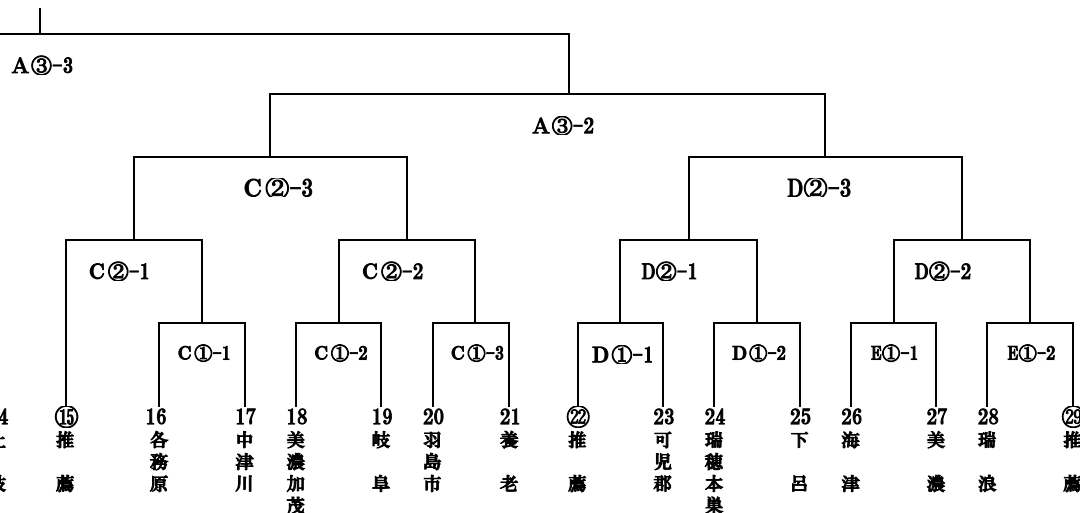 A③-3
A③-2
C②-3
D②-3
C②-1
C②-2
D②-1
D②-2
C①-1
C①-2
C①-3
D①-1
D①-2
E①-1
E①-2
⑮
推薦
16
各務原
17
中津川
18
美濃加茂
19
岐阜
20
羽島市
21
養老
㉒
推薦
23
可児郡
24
瑞穂本巣
25
下呂
26
海津
27
美濃
28
瑞浪
㉙
推薦